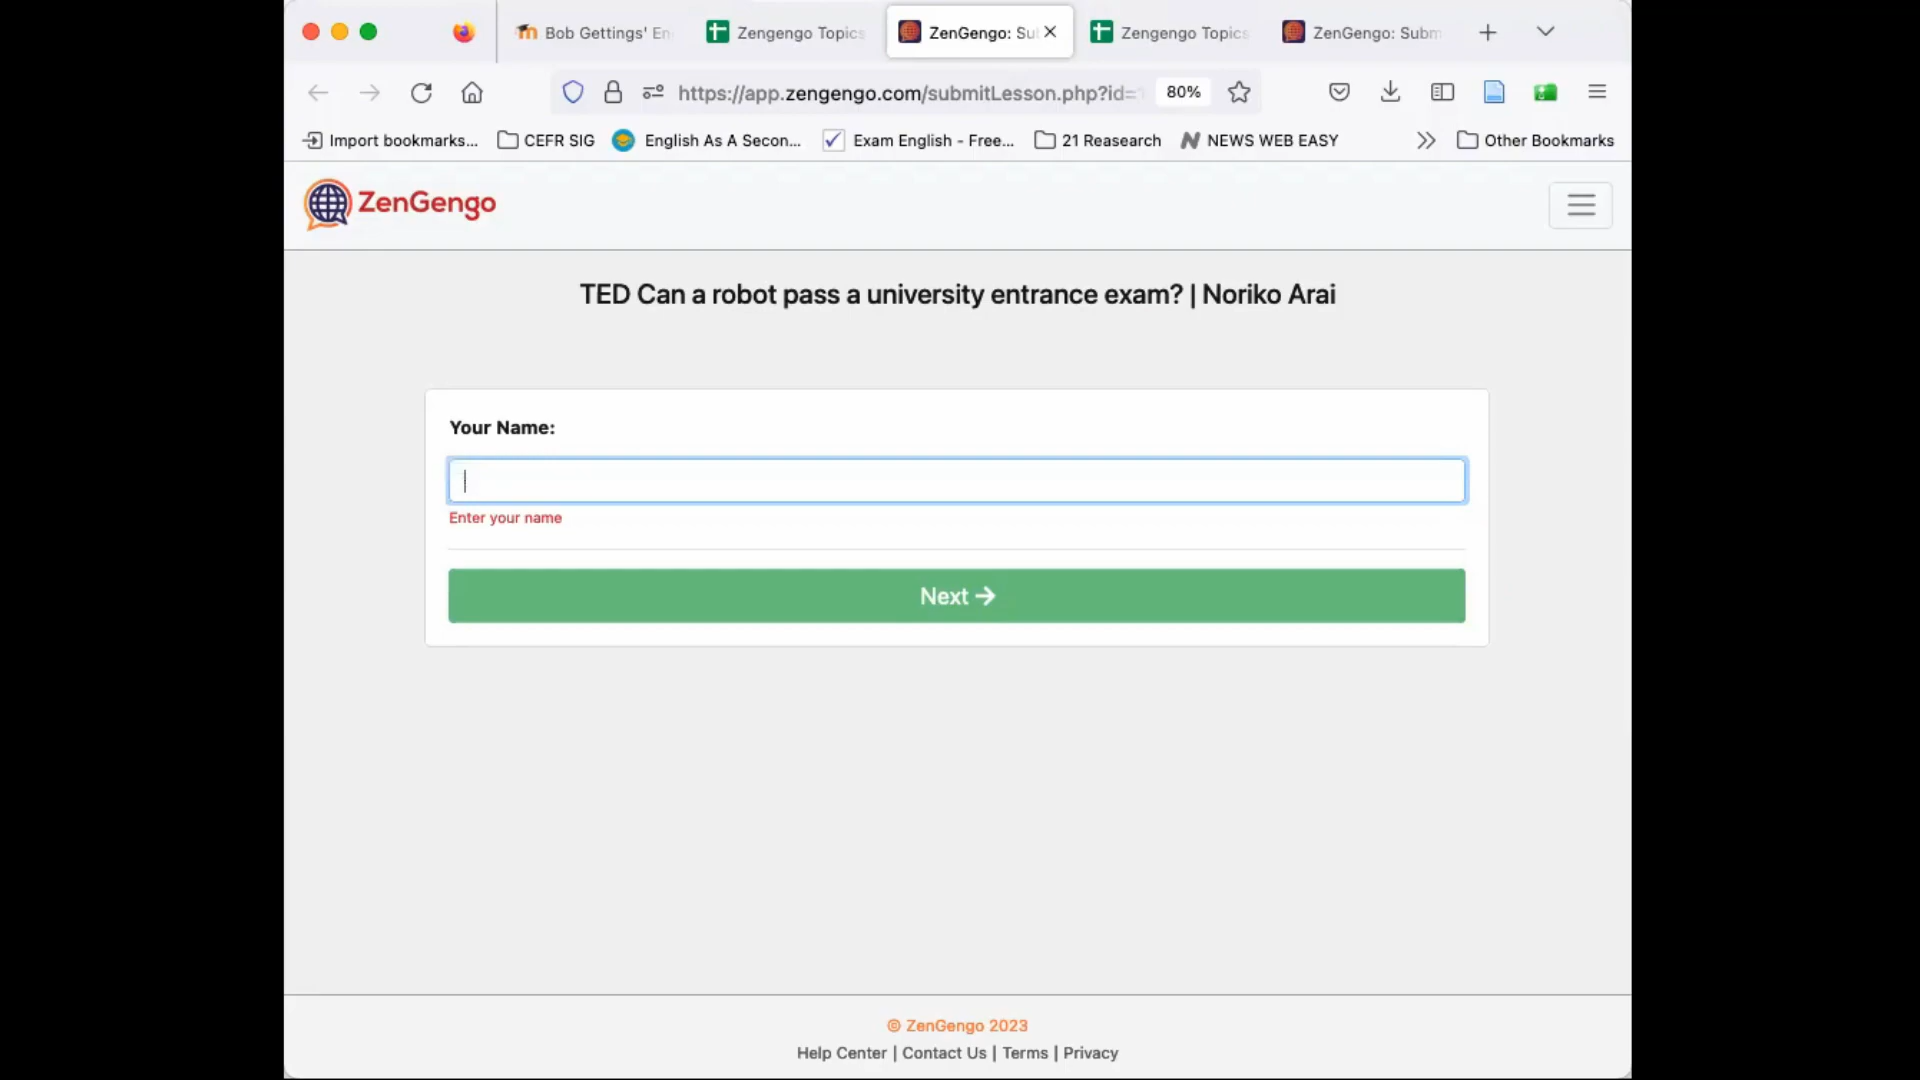 Bob Gettings' En
Zengengo Topics
ZenGengo: Su
Zengengo Topics
ZenGengo: Subm
https://app.zengengo.com/submitLesson.php?id=
80%
Import bookmarks...
CEFR SIG
English As A Secon...
Exam English - Free...
21 Reasearch
NEWS WEB EASY
Other Bookmarks
ZenGengo
TED Can a robot pass a university entrance exam? | Noriko Arai
Your Name:
Enter your name
Next →
© ZenGengo 2023
Help Center | Contact Us | Terms | Privacy